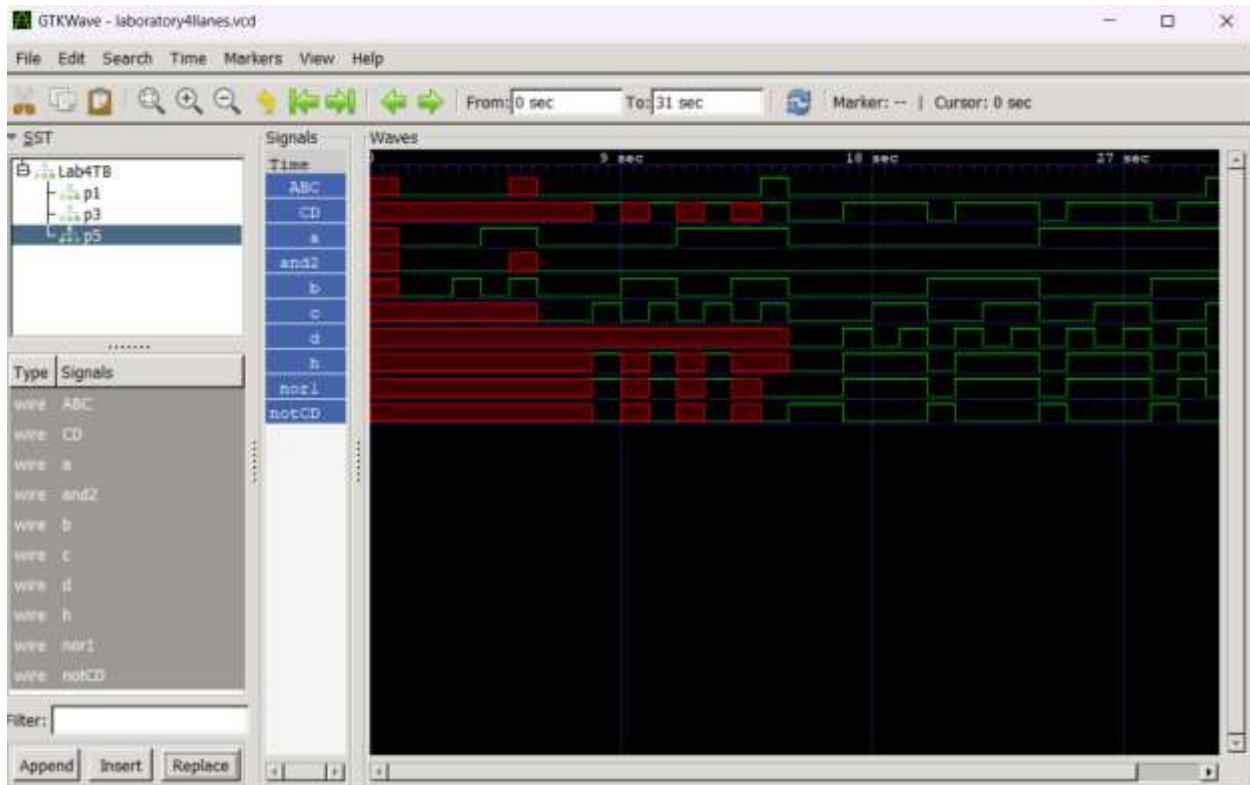 GTKWave - laboratory4llanes.vcd
File Edit Search Time Markers View Help
From: 0 sec To: 31 sec Marker: -- | Cursor: 0 sec
SST
Lab4TB
p1
p3
p5
Type Signals
wire ABC
wire CD
wire a
wire and2
wire b
wire c
wire d
wire h
wire nor1
wire notCD
Filter:
Append Insert Replace
Signals
Time
ABC
CD
a
and2
b
c
d
h
nor1
notCD
Waves
9 sec 18 sec 27 sec